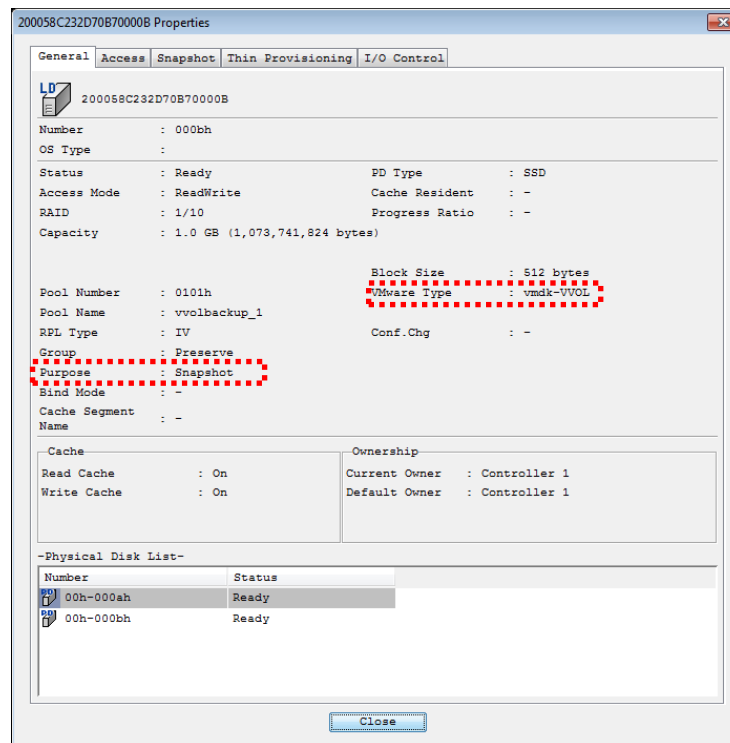 200058C232D70B70000B Properties
General Access Snapshot Thin Provisioning I/O Control
LD
200058C232D70B70000B
Number : 000bh
OS Type :
Status : Ready PD Type : SSD
Access Mode : ReadWrite Cache Resident : -
RAID : 1/10 Progress Ratio : -
Capacity : 1.0 GB (1,073,741,824 bytes)
Block Size : 512 bytes
Pool Number : 0101h VMware Type : vmdk-VVOL
Pool Name : vvolbackup_1
RPL Type : IV Conf.Chg : -
Group : Preserve
Purpose : Snapshot
Bind Mode : -
Cache Segment
Name : -
Cache Ownership
Read Cache : On Current Owner : Controller 1
Write Cache : On Default Owner : Controller 1
-Physical Disk List-
Number Status
PD 00h-000ah Ready
PD 00h-000bh Ready
Close